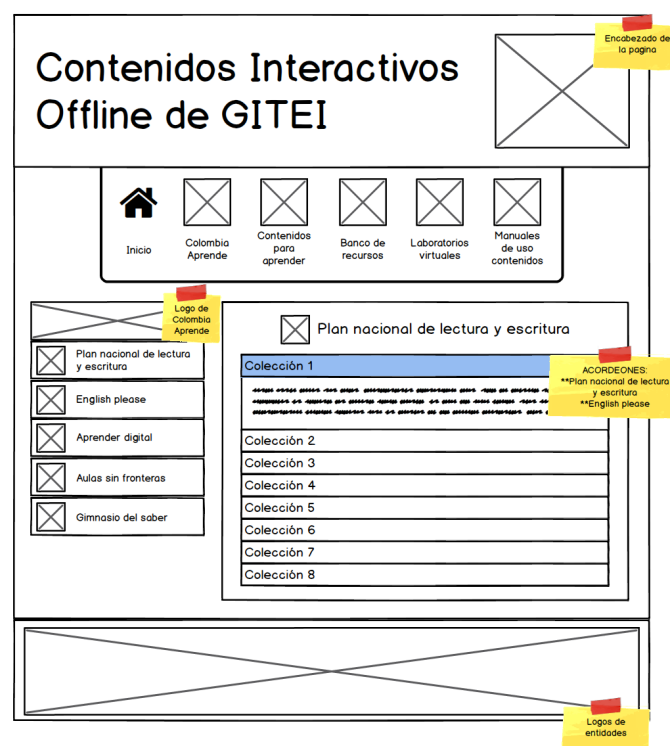 Contenidos Interactivos
Offline de GITEI
Encabezado de
la pagina
Inicio
Colombia
Aprende
Contenidos
para
aprender
Banco de
recursos
Laboratorios
virtuales
Manuales
de uso
contenidos
Logo de
Colombia
Aprende
Plan nacional de lectura
y escritura
English please
Aprender digital
Aulas sin fronteras
Gimnasio del saber
Plan nacional de lectura y escritura
Colección 1
ACORDEONES:
**Plan nacional de lectura
y escritura
**English please
Colección 2
Colección 3
Colección 4
Colección 5
Colección 6
Colección 7
Colección 8
Logos de
entidades